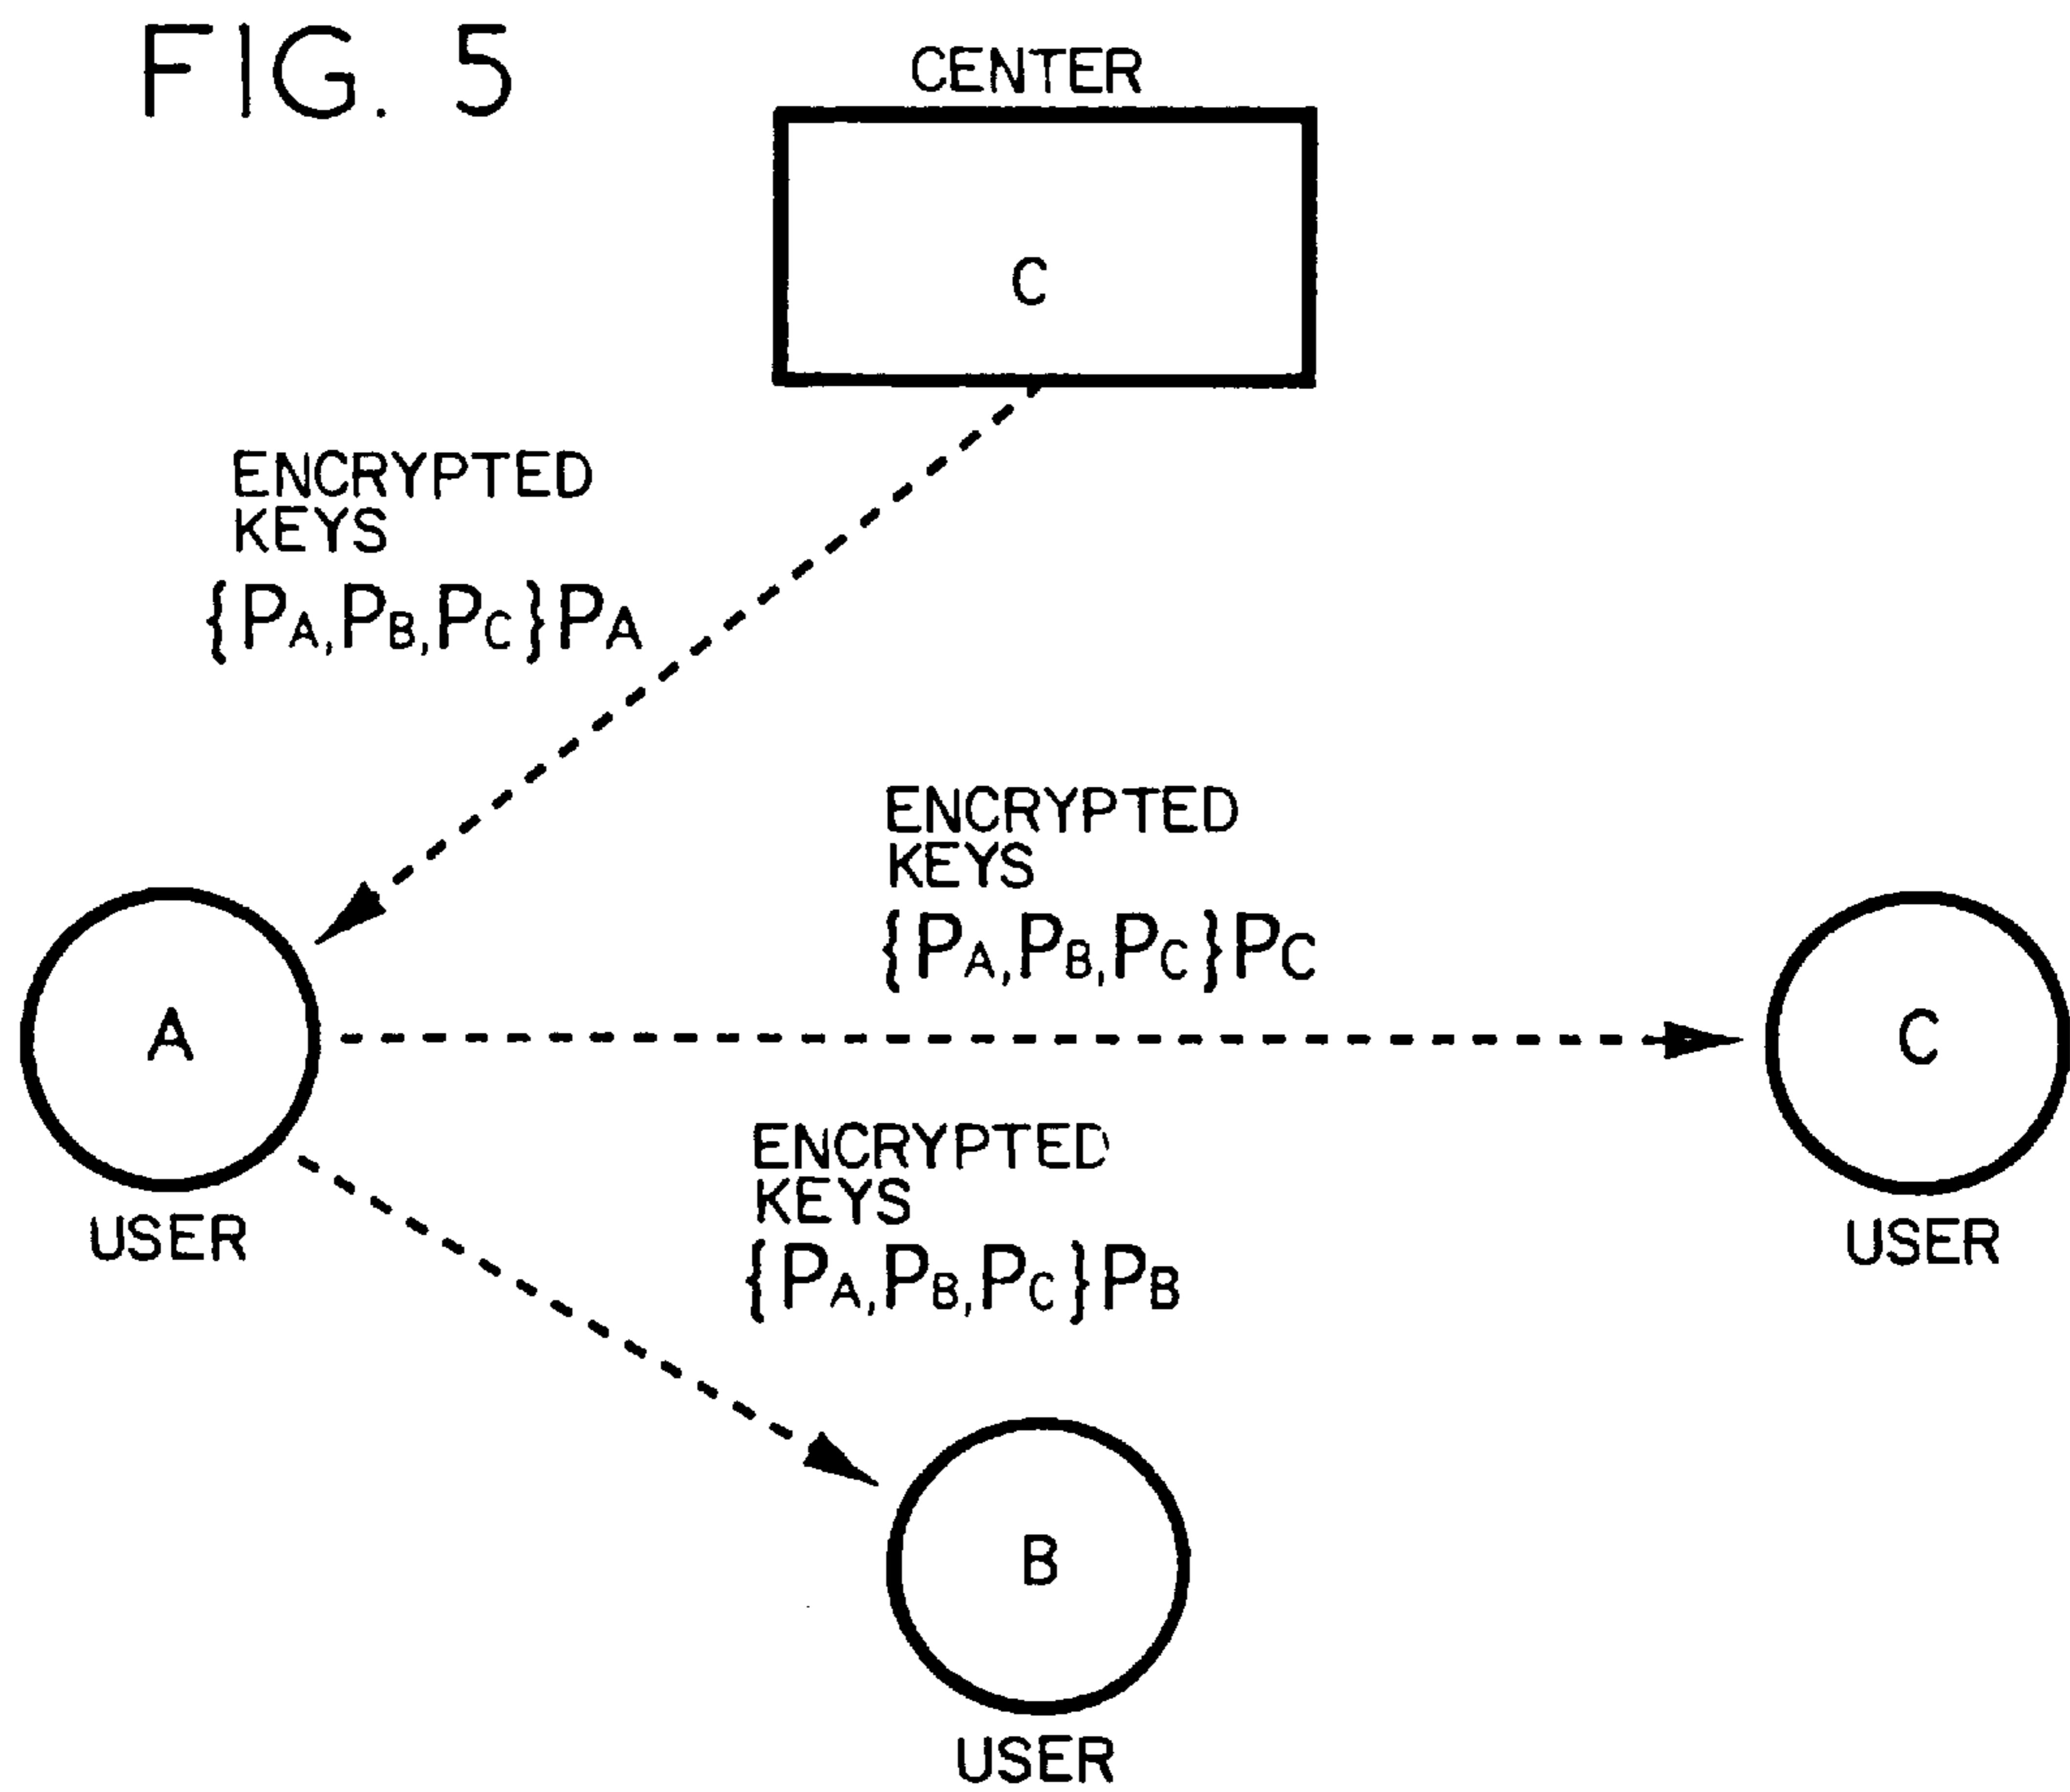 FIG. 5
CENTER
C
ENCRYPTED
KEYS
{PA,PB,PC}PA
ENCRYPTED
KEYS
{PA,PB,PC}PC
A
C
USER
USER
ENCRYPTED
KEYS
{PA,PB,PC}PB
B
USER